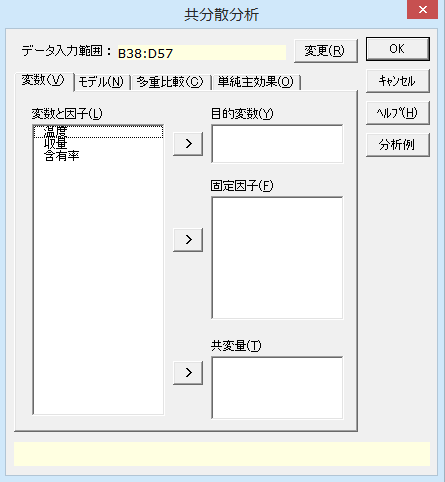 共分散分析
データ入力範囲： B38:D57
変更(R)
OK
変数(V)
モデル(N)
多重比較(C)
単純主効果(O)
ｷｬﾝｾﾙ
変数と因子(L)
目的変数(Y)
ﾍﾙﾌﾟ(H)
温度
収量
含有率
>
分析例
固定因子(F)
>
共変量(T)
>